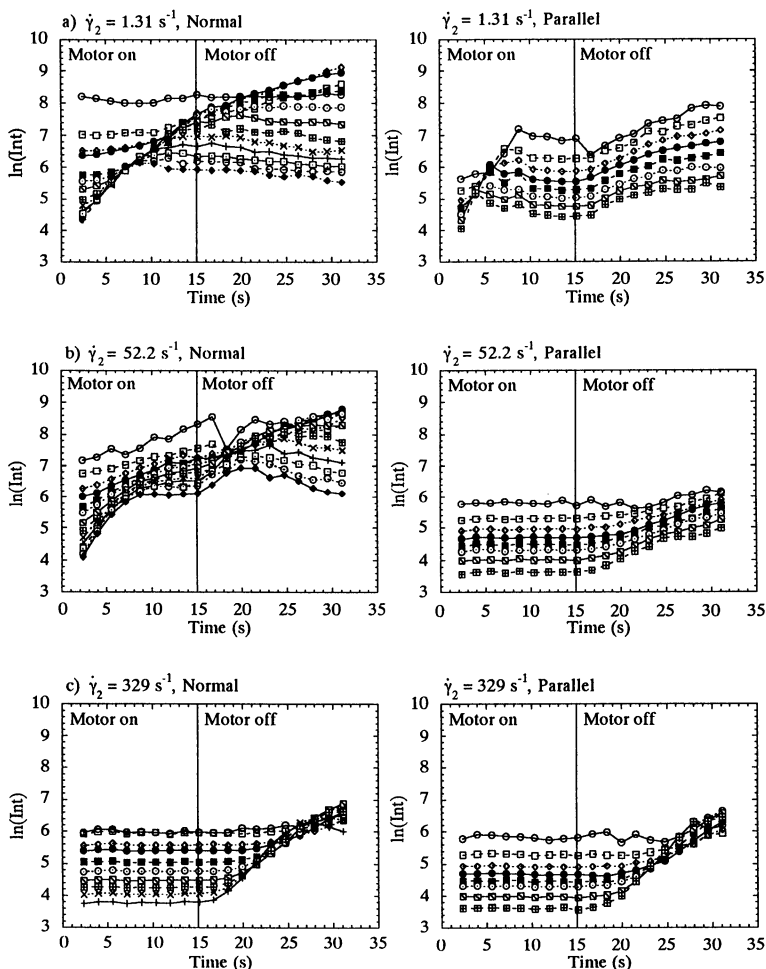 a) γ̇₂ = 1.31 s⁻¹, Normal
Motor on
Motor off
ln(Int)
10
9
8
7
6
5
4
3
0 5 10 15 20 25 30 35
Time (s)
γ̇₂ = 1.31 s⁻¹, Parallel
Motor on
Motor off
ln(Int)
10
9
8
7
6
5
4
3
0 5 10 15 20 25 30 35
Time (s)
b) γ̇₂ = 52.2 s⁻¹, Normal
Motor on
Motor off
ln(Int)
10
9
8
7
6
5
4
3
0 5 10 15 20 25 30 35
Time (s)
γ̇₂ = 52.2 s⁻¹, Parallel
Motor on
Motor off
ln(Int)
10
9
8
7
6
5
4
3
0 5 10 15 20 25 30 35
Time (s)
c) γ̇₂ = 329 s⁻¹, Normal
Motor on
Motor off
ln(Int)
10
9
8
7
6
5
4
3
0 5 10 15 20 25 30 35
Time (s)
γ̇₂ = 329 s⁻¹, Parallel
Motor on
Motor off
ln(Int)
10
9
8
7
6
5
4
3
0 5 10 15 20 25 30 35
Time (s)